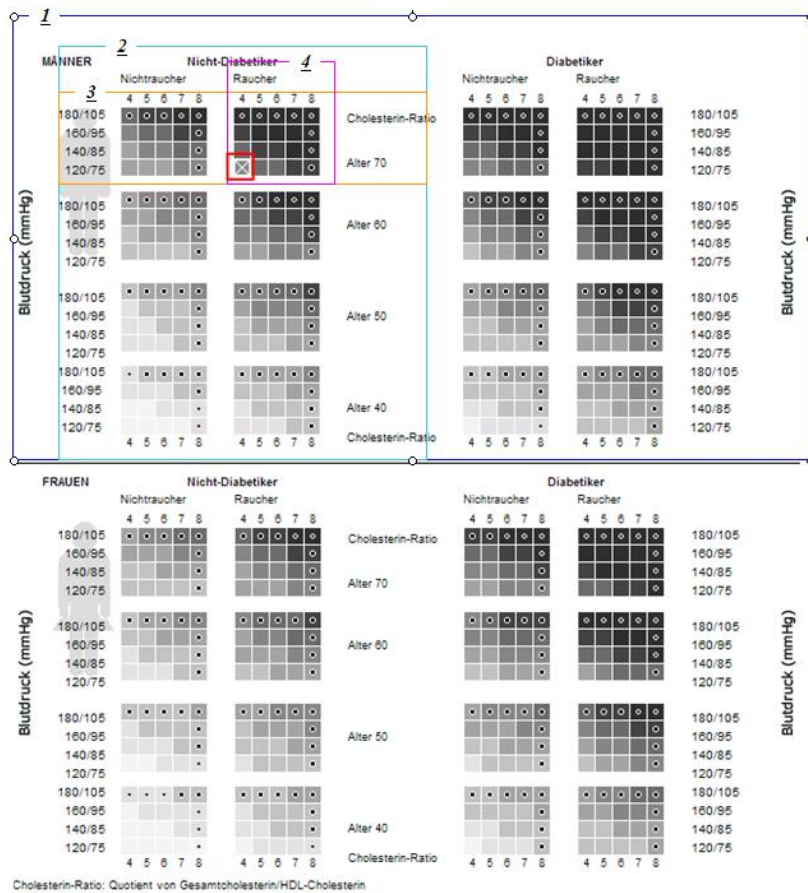 1
2
MÄNNER Nicht-Diabetiker 4 Diabetiker
Nichtraucher Raucher Nichtraucher Raucher
3
4 5 6 7 8 4 5 6 7 8 4 5 6 7 8 4 5 6 7 8
180/105 Cholesterin-Ratio 180/105
160/95 160/95
140/85 Alter 70 140/85
120/75 120/75
180/105 180/105
160/95 Alter 60 160/95
140/85 140/85
120/75 120/75
Blutdruck (mmHg) Blutdruck (mmHg)
180/105 180/105
160/95 Alter 50 160/95
140/85 140/85
120/75 120/75
180/105 180/105
160/95 160/95
140/85 Alter 40 140/85
120/75 120/75
4 5 6 7 8 4 5 6 7 8 Cholesterin-Ratio 4 5 6 7 8 4 5 6 7 8
FRAUEN Nicht-Diabetiker Diabetiker
Nichtraucher Raucher Nichtraucher Raucher
4 5 6 7 8 4 5 6 7 8 4 5 6 7 8 4 5 6 7 8
180/105 Cholesterin-Ratio 180/105
160/95 160/95
140/85 Alter 70 140/85
120/75 120/75
180/105 180/105
160/95 Alter 60 160/95
140/85 140/85
120/75 120/75
Blutdruck (mmHg) Blutdruck (mmHg)
180/105 180/105
160/95 Alter 50 160/95
140/85 140/85
120/75 120/75
180/105 180/105
160/95 160/95
140/85 Alter 40 140/85
120/75 120/75
4 5 6 7 8 4 5 6 7 8 Cholesterin-Ratio 4 5 6 7 8 4 5 6 7 8
Cholesterin-Ratio: Quotient von Gesamtcholesterin/HDL-Cholesterin